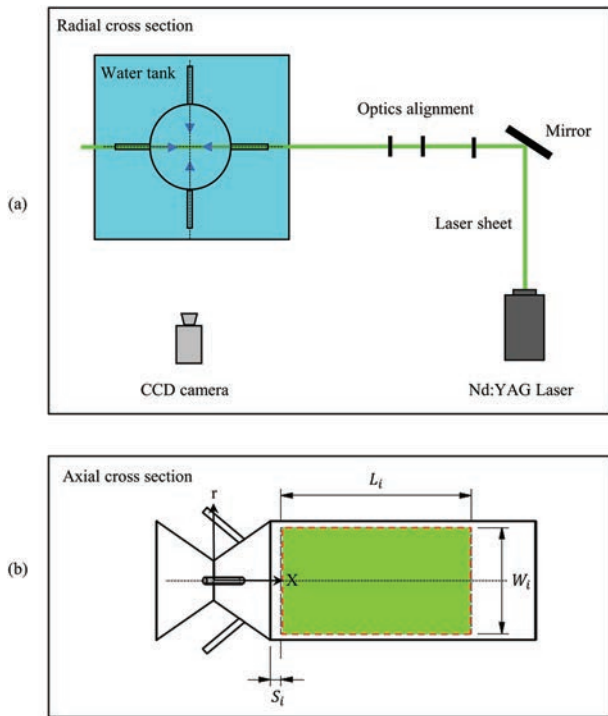 Radial cross section
Water tank
Optics alignment
Mirror
(a)
Laser sheet
CCD camera
Nd:YAG Laser
Axial cross section
r
L_i
(b)
X
W_i
S_i